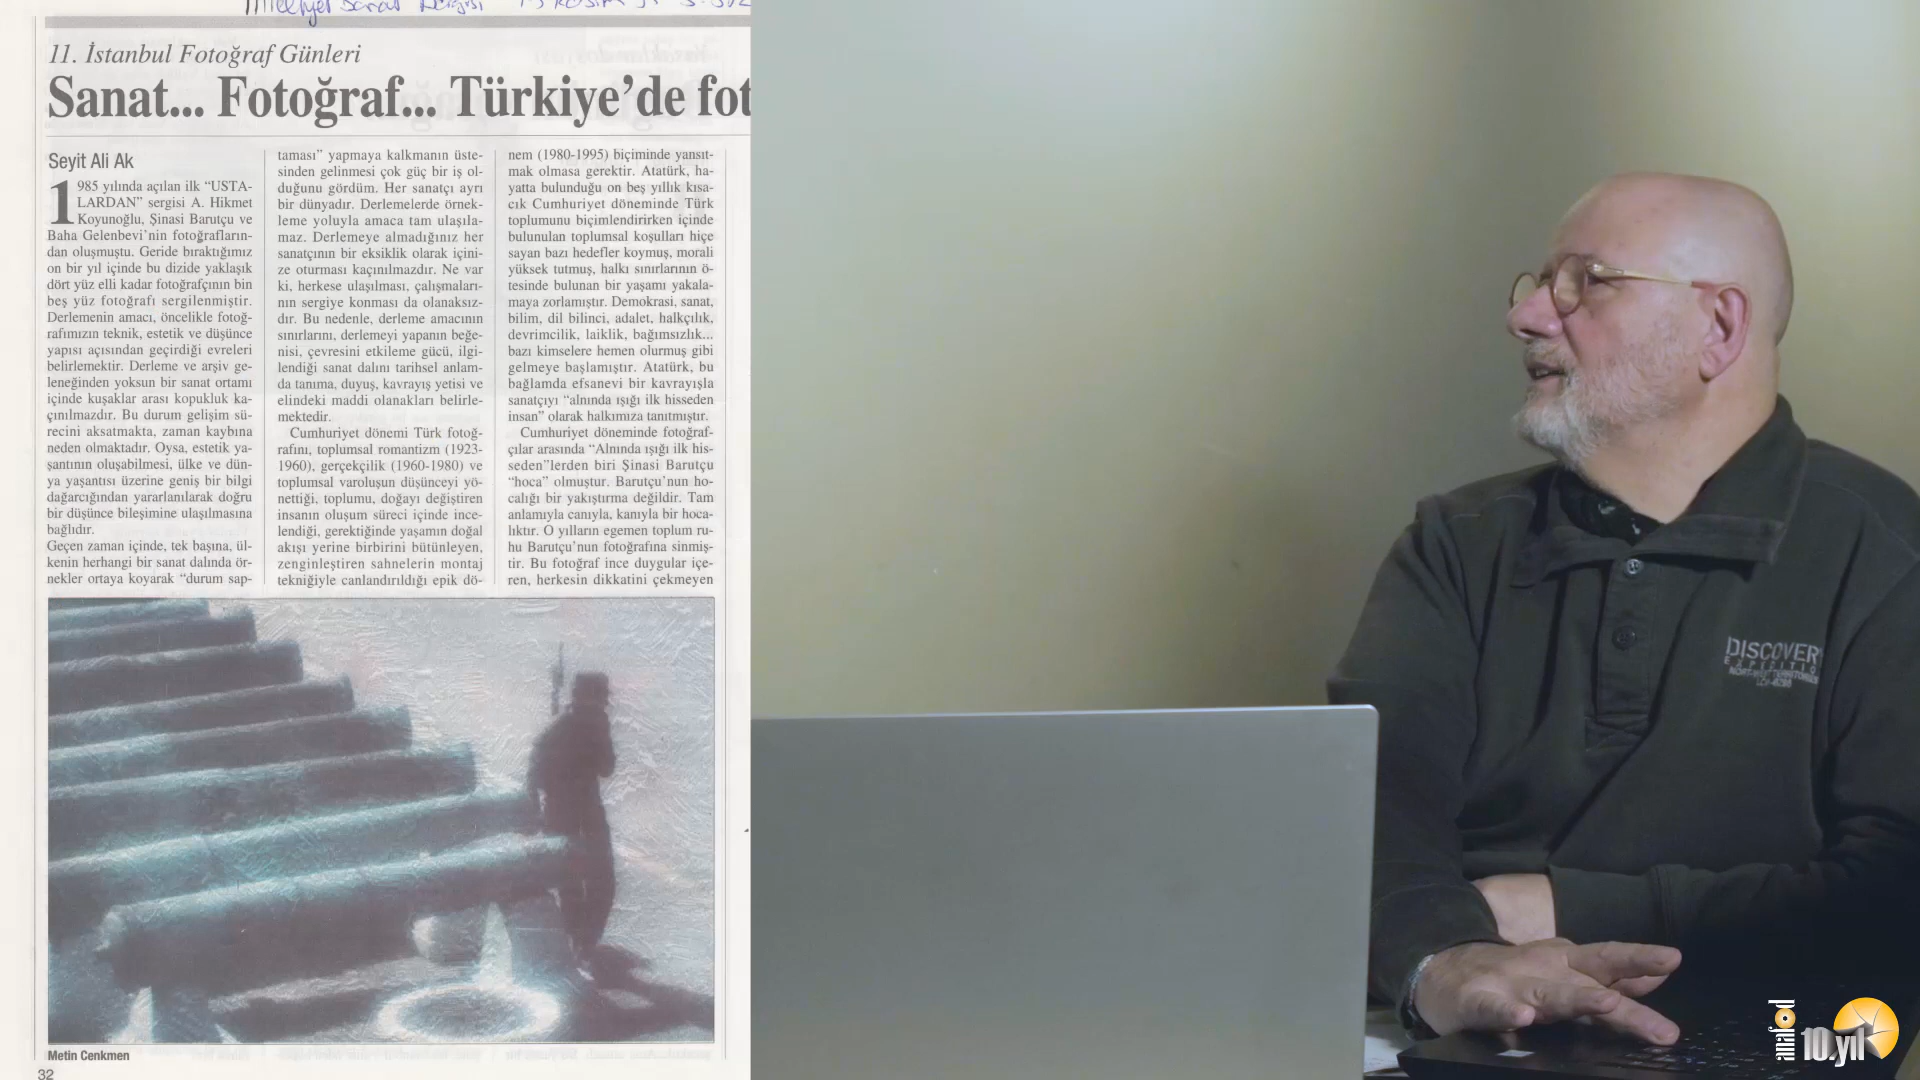 Milliyet Sanat Dergisi 15 Kasım
11. İstanbul Fotoğraf Günleri
Sanat... Fotoğraf... Türkiye’de fot
Seyit Ali Ak
1985 yılında açılan ilk “USTA-
LARDAN” sergisi A. Hikmet
Koyunoğlu, Şinasi Barutçu ve
Baha Gelenbevi’nin fotoğrafların-
dan oluşmuştu. Geride bıraktığımız
on bir yıl içinde bu dizide yaklaşık
dört yüz elli kadar fotoğrafçının bin
beş yüz fotoğrafı sergilenmiştir.
Derlemenin amacı, öncelikle fotoğ-
rafımızın teknik, estetik ve düşünce
yapısı açısından geçirdiği evreleri
belirlemektir. Derleme ve arşiv ge-
leneğinden yoksun bir sanat ortamı
içinde kuşaklar arası kopukluk ka-
çınılmazdır. Bu durum gelişim sü-
recini aksatmakta, zaman kaybına
neden olmaktadır. Oysa, estetik ya-
şantının oluşabilmesi, ülke ve dün-
ya yaşantısı üzerine geniş bir bilgi
dağarcığından yararlanılarak doğru
bir düşünce bileşimine ulaşılmasına
bağlıdır.
Geçen zaman içinde, tek başına, ül-
kenin herhangi bir sanat dalında ör-
nekler ortaya koyarak “durum sap-
taması” yapmaya kalkmanın üste-
sinden gelinmesi çok güç bir iş ol-
duğunu gördüm. Her sanatçı ayrı
bir dünyadır. Derlemelerde örnek-
leme yoluyla amaca tam ulaşıla-
maz. Derlemeye almadığınız her
sanatçının bir eksiklik olarak içini-
ze oturması kaçınılmazdır. Ne var
ki, herkese ulaşılması, çalışmaları-
nın sergiye konması da olanaksız-
dır. Bu nedenle, derleme amacının
sınırlarını, derlemeyi yapanın beğe-
nisi, çevresini etkileme gücü, ilgi-
lendiği sanat dalını tarihsel anlam-
da tanıma, duyuş, kavrayış yetisi ve
elindeki maddi olanakları belirle-
mektedir.
Cumhuriyet dönemi Türk fotoğ-
rafını, toplumsal romantizm (1923-
1960), gerçekçilik (1960-1980) ve
toplumsal varoluşun düşünceyi yö-
nettiği, toplumu, doğayı değiştiren
insanın oluşum süreci içinde ince-
lendiği, gerektiğinde yaşamın doğal
akışı yerine birbirini bütünleyen,
zenginleştiren sahnelerin montaj
tekniğiyle canlandırıldığı epik dö-
nem (1980-1995) biçiminde yansıt-
mak olmasa gerektir. Atatürk, ha-
yatta bulunduğu on beş yıllık kısa-
cık Cumhuriyet döneminde Türk
toplumunu biçimlendirirken içinde
bulunulan toplumsal koşulları hiçe
sayan bazı hedefler koymuş, morali
yüksek tutmuş, halkı sınırlarının ö-
tesinde bulunan bir yaşamı yakala-
maya zorlamıştır. Demokrasi, sanat,
bilim, dil bilinci, adalet, halkçılık,
devrimcilik, laiklik, bağımsızlık...
bazı kimselere hemen olurmuş gibi
gelmeye başlamıştır. Atatürk, bu
bağlamda efsanevi bir kavrayışla
sanatçıyı “alnında ışığı ilk hisseden
insan” olarak halkımıza tanıtmıştır.
Cumhuriyet döneminde fotoğraf-
çılar arasında “Alnında ışığı ilk his-
seden”lerden biri Şinasi Barutçu
“hoca” olmuştur. Barutçu’nun ho-
calığı bir yakıştırma değildir. Tam
anlamıyla canıyla, kanıyla bir hoca-
lıktır. O yılların egemen toplum ru-
hu Barutçu’nun fotoğrafına sinmiş-
tir. Bu fotoğraf ince duygular içe-
ren, herkesin dikkatini çekmeyen
Metin Cenkmen
32
DISCOVER
EXPEDITIO
anafod
10.yıl